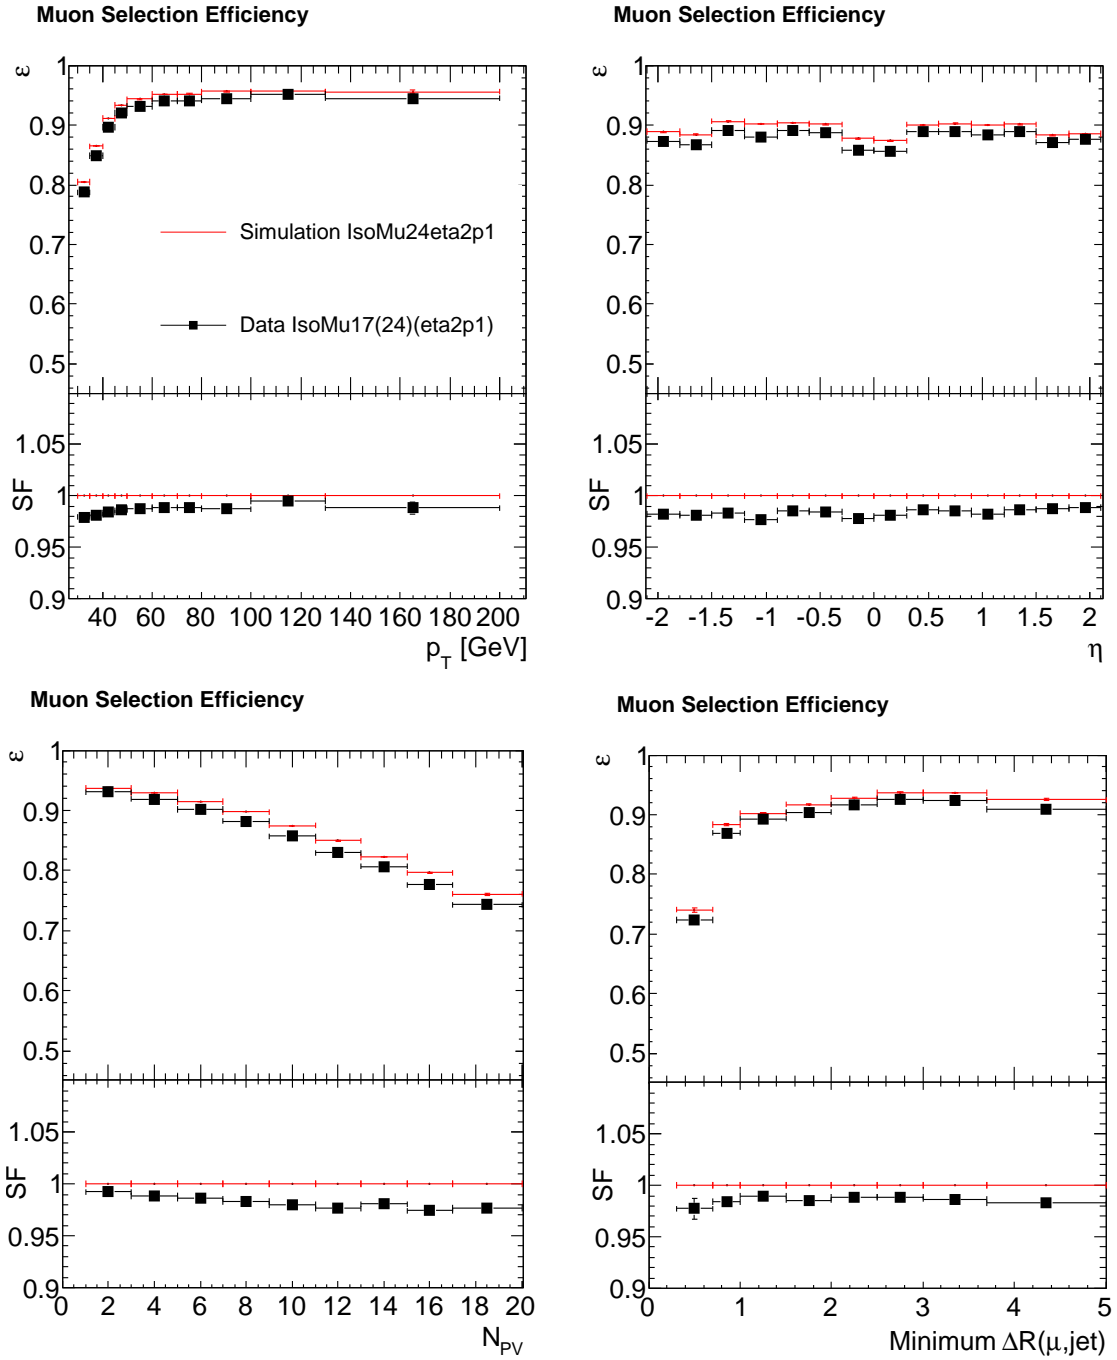 Muon Selection Efficiency
ε
1
0.9
0.8
0.7
0.6
0.5
Simulation IsoMu24eta2p1
Data IsoMu17(24)(eta2p1)
SF
1.05
1
0.95
0.9
40 60 80 100 120 140 160 180 200
p_T [GeV]
Muon Selection Efficiency
ε
1
0.9
0.8
0.7
0.6
0.5
SF
1.05
1
0.95
0.9
-2 -1.5 -1 -0.5 0 0.5 1 1.5 2
η
Muon Selection Efficiency
ε
1
0.9
0.8
0.7
0.6
0.5
SF
1.05
1
0.95
0.9
0 2 4 6 8 10 12 14 16 18 20
N_PV
Muon Selection Efficiency
ε
1
0.9
0.8
0.7
0.6
0.5
SF
1.05
1
0.95
0.9
0 1 2 3 4 5
Minimum ΔR(μ,jet)